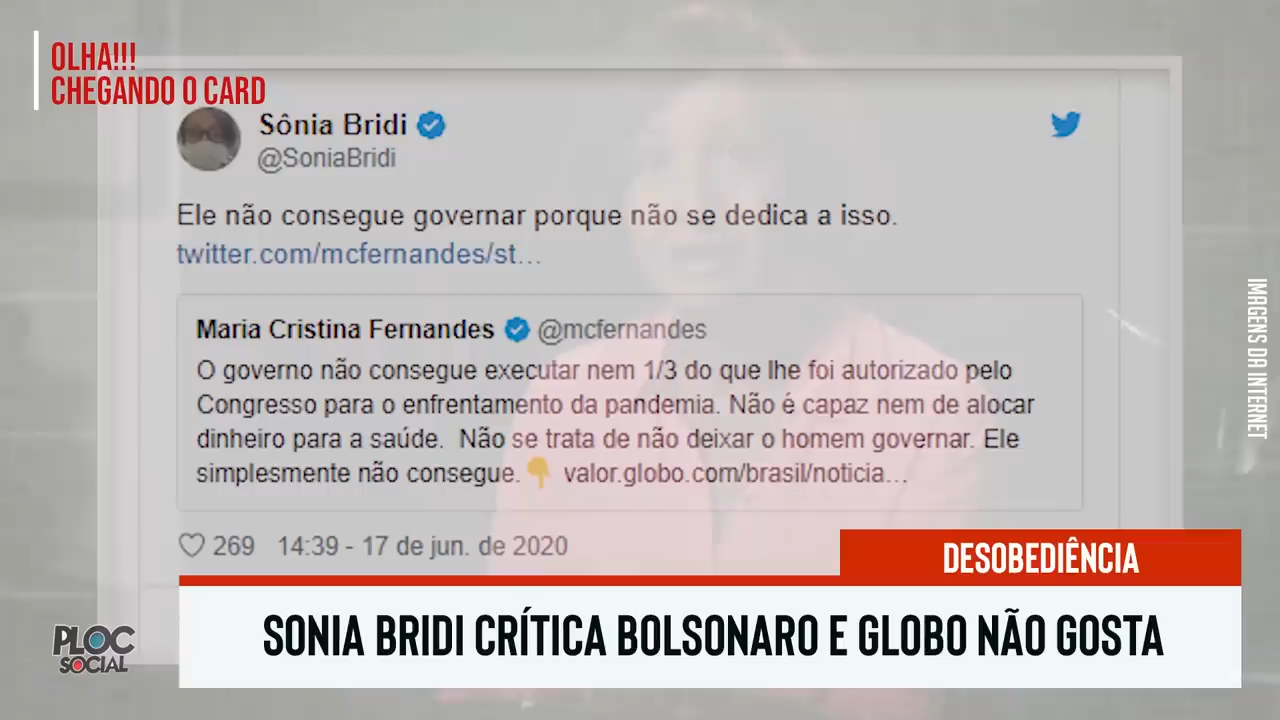 OLHA!!!
CHEGANDO O CARD
Sônia Bridi
@SoniaBridi
Ele não consegue governar porque não se dedica a isso.
twitter.com/mcfernandes/st…
Maria Cristina Fernandes @mcfernandes
O governo não consegue executar nem 1/3 do que lhe foi autorizado pelo
Congresso para o enfrentamento da pandemia. Não é capaz nem de alocar
dinheiro para a saúde. Não se trata de não deixar o homem governar. Ele
simplesmente não consegue.👇 valor.globo.com/brasil/noticia…
269 14:39 - 17 de jun. de 2020
IMAGENS DA INTERNET
DESOBEDIÊNCIA
SONIA BRIDI CRÍTICA BOLSONARO E GLOBO NÃO GOSTA
PLOC
SOCIAL